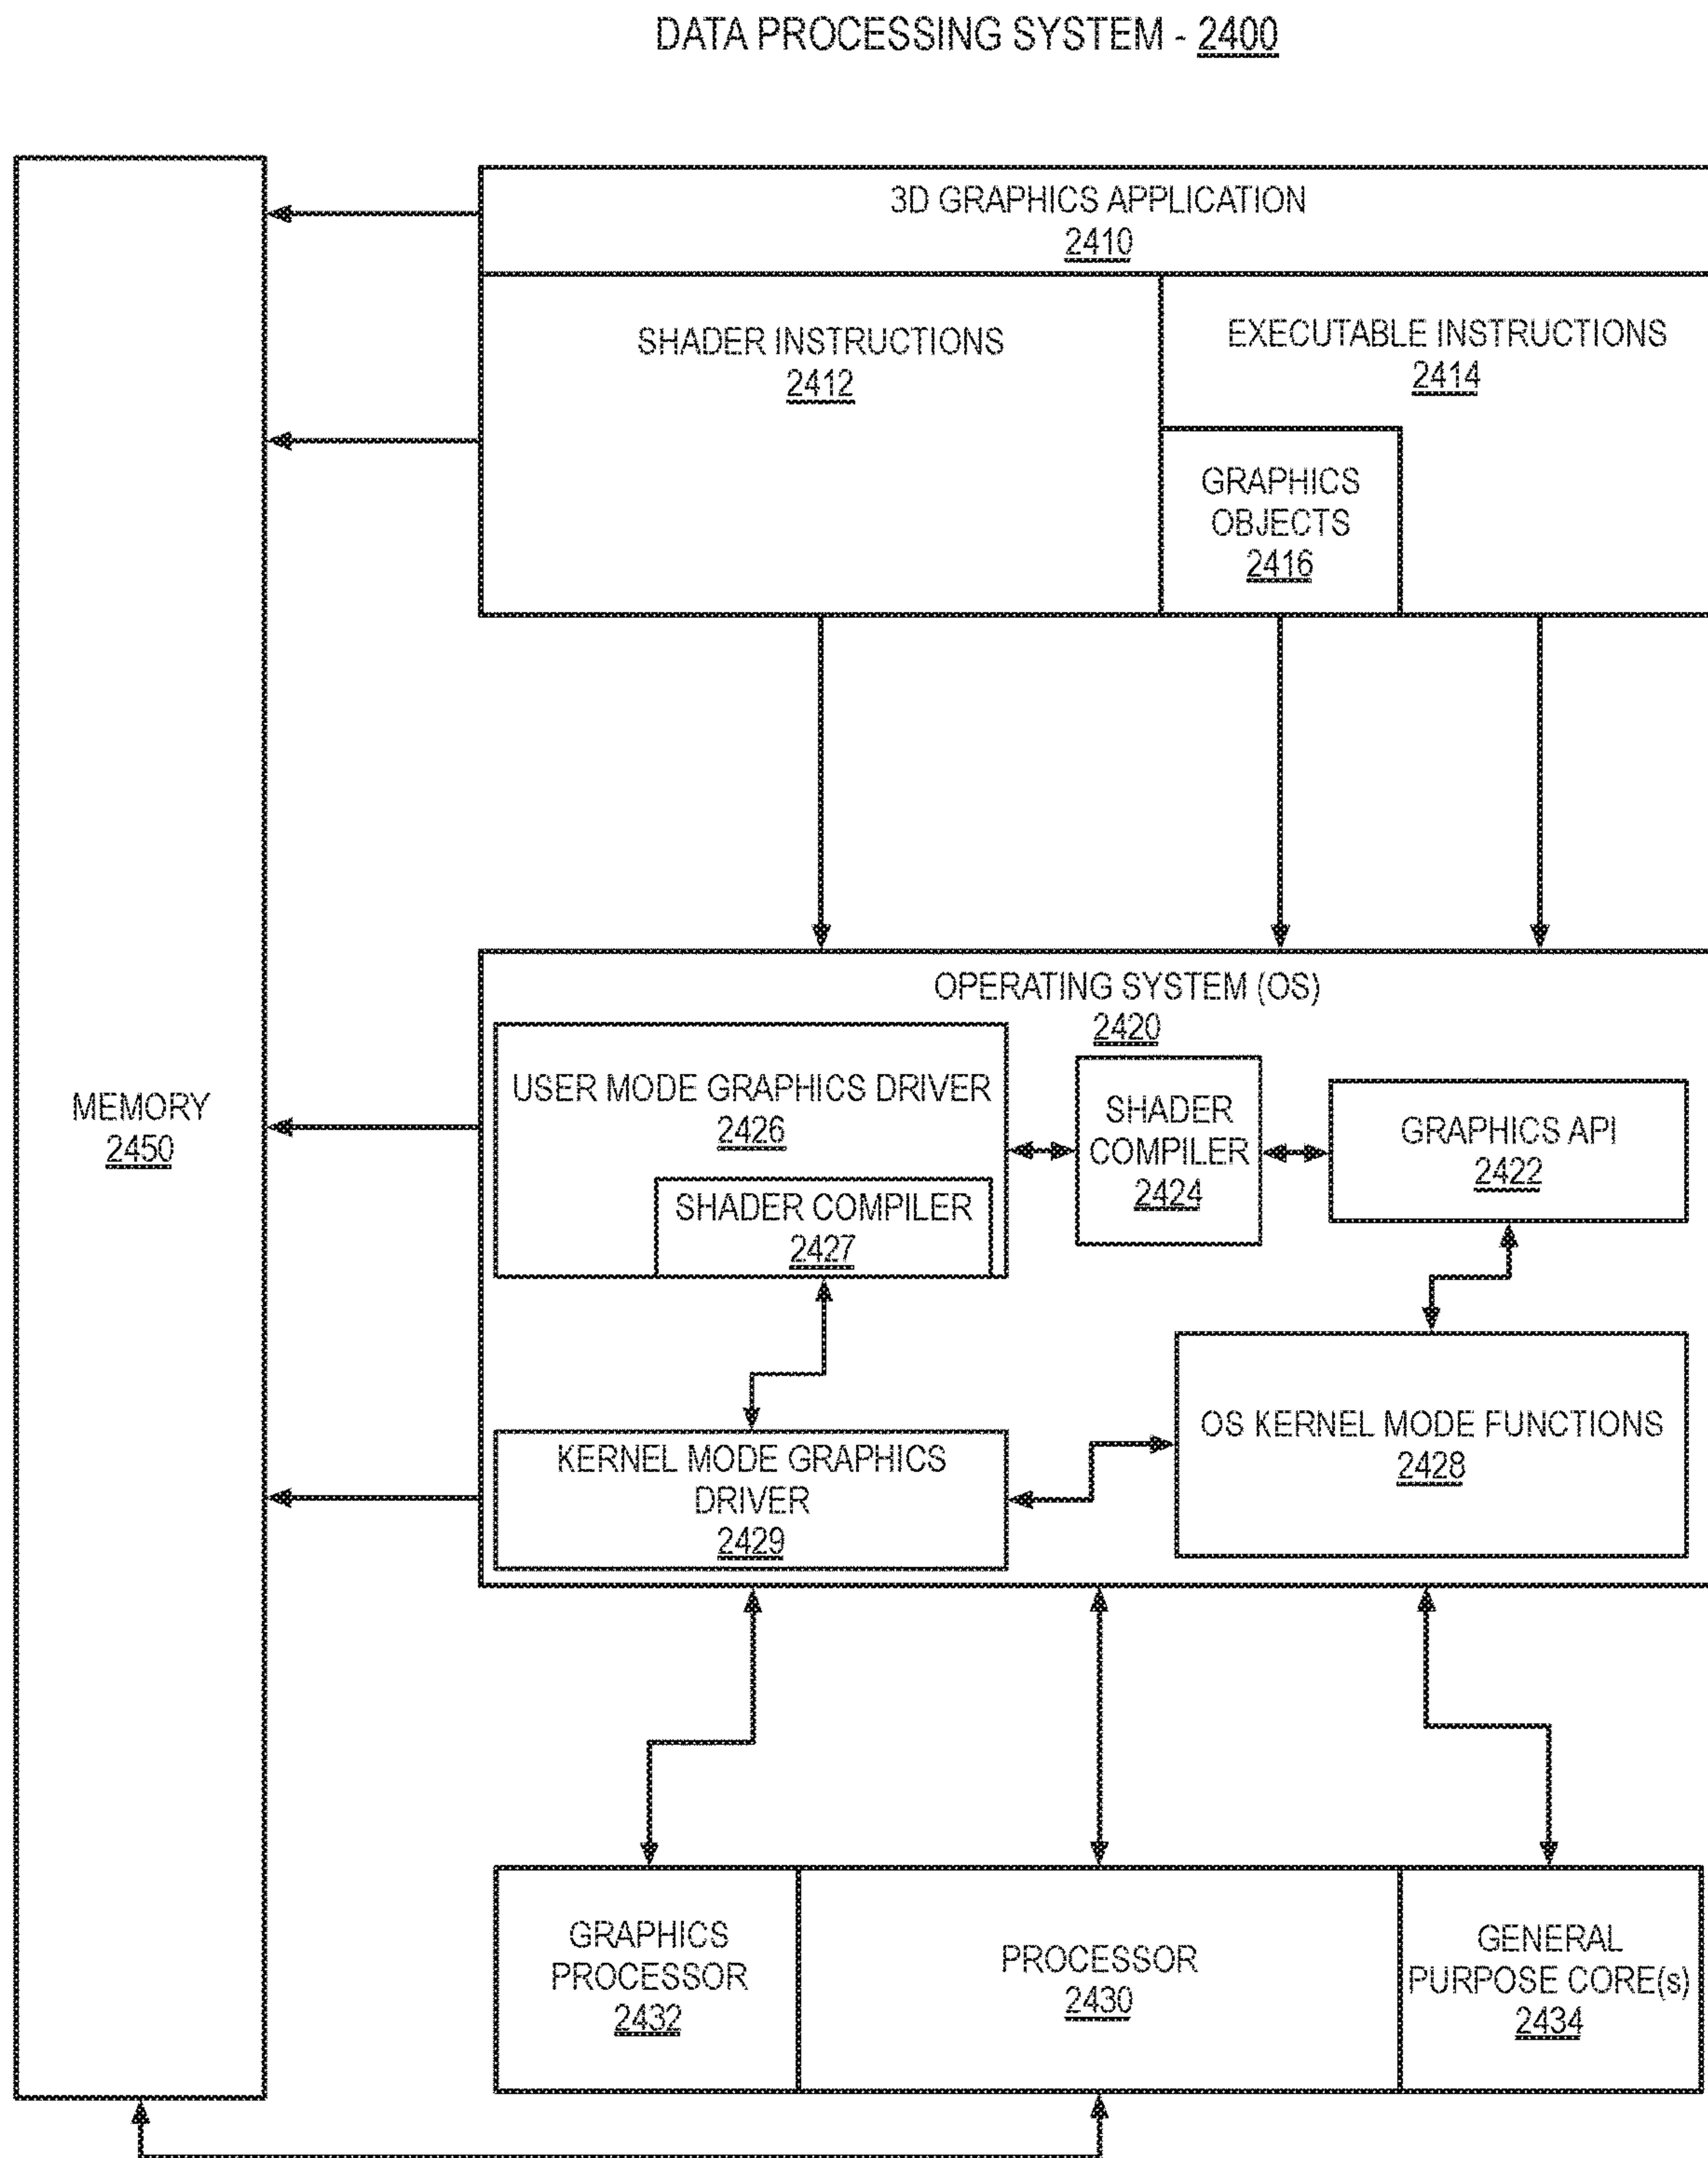 DATA PROCESSING SYSTEM - 2400
3D GRAPHICS APPLICATION
2410
SHADER INSTRUCTIONS
2412
EXECUTABLE INSTRUCTIONS
2414
GRAPHICS
OBJECTS
2416
MEMORY
2450
OPERATING SYSTEM (OS)
2420
USER MODE GRAPHICS DRIVER
2426
SHADER COMPILER
2427
SHADER
COMPILER
2424
GRAPHICS API
2422
KERNEL MODE GRAPHICS
DRIVER
2429
OS KERNEL MODE FUNCTIONS
2428
GRAPHICS
PROCESSOR
2432
PROCESSOR
2430
GENERAL
PURPOSE CORE(s)
2434